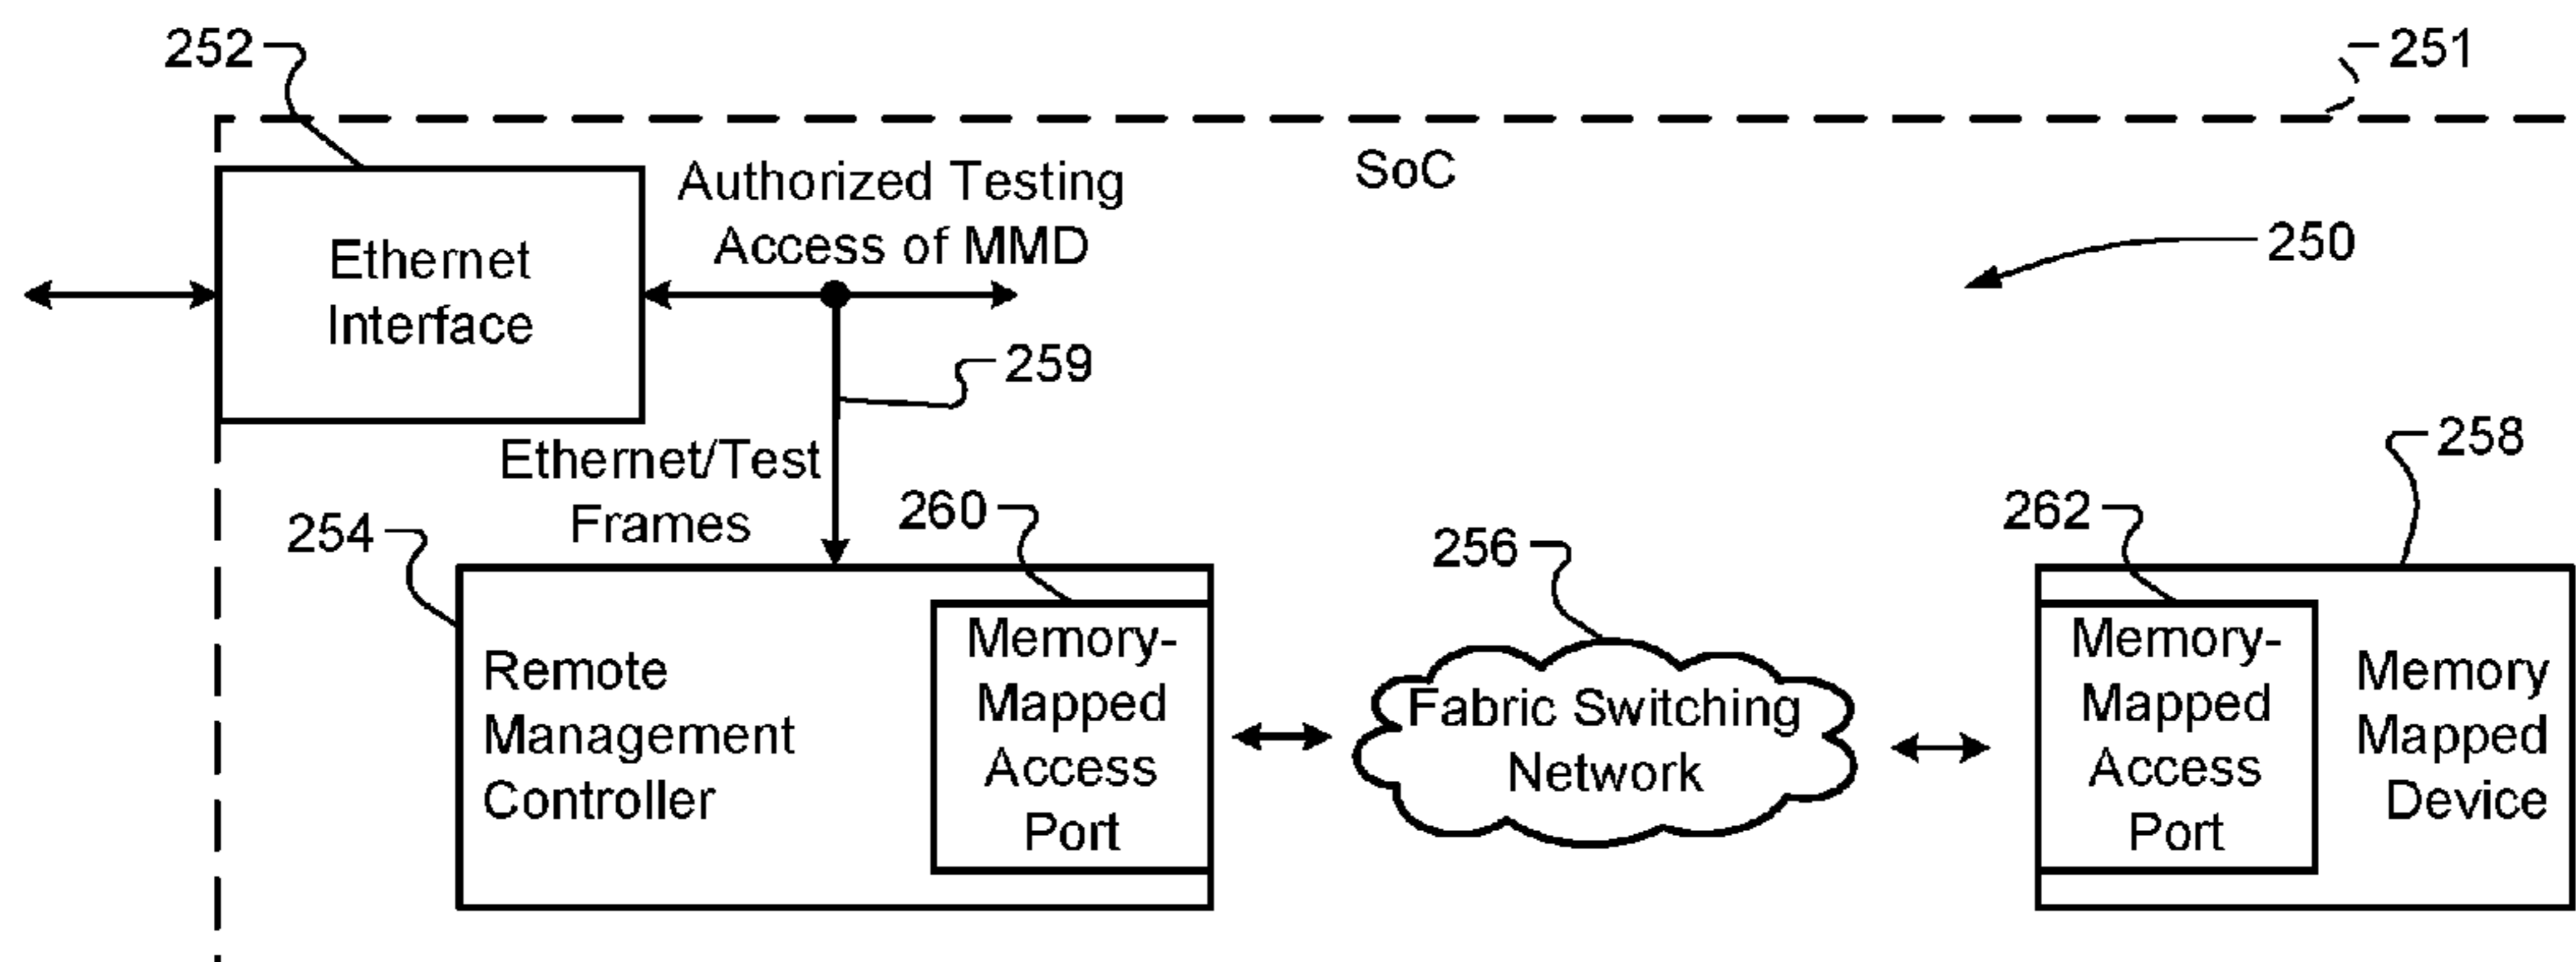 252
251
SoC
Authorized Testing
Access of MMD
250
Ethernet
Interface
259
Ethernet/Test
Frames
258
254
260
256
262
Remote
Management
Controller
Memory-
Mapped
Access
Port
Fabric Switching
Network
Memory-
Mapped
Access
Port
Memory
Mapped
Device